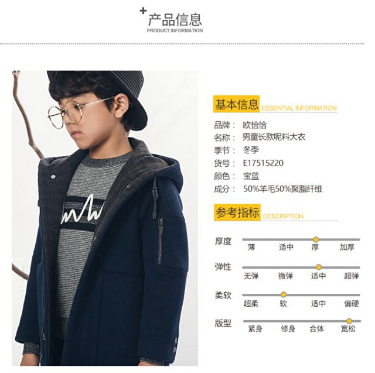 +产品信息
PRODUCT INFORMATION
基本信息 ESSENTIAL INFORMATION
品牌： 欧恰恰
名称： 男童长款呢料大衣
季节： 冬季
货号： E17515220
颜色： 宝蓝
成分： 50%羊毛50%聚脂纤维
参考指标 DESCRIPTION
厚度 薄 适中 厚 加厚
弹性 无弹 微弹 适中 超弹
柔软 超柔 软 适中 偏硬
版型 紧身 修身 合体 宽松